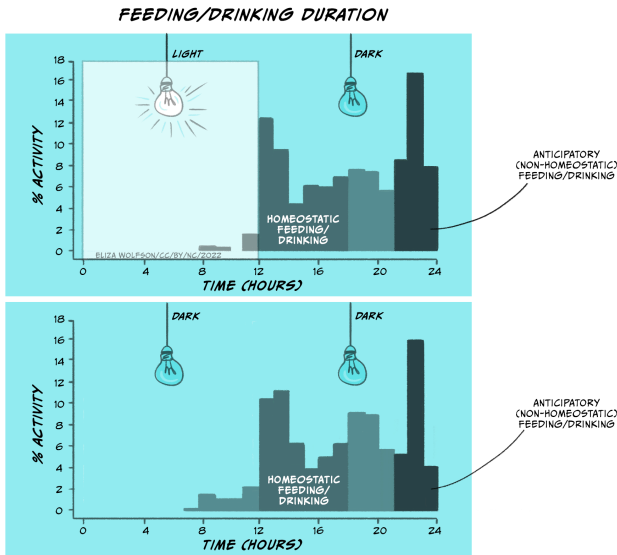 FEEDING/DRINKING DURATION
LIGHT
DARK
18
16
14
12
10
8
6
4
2
0
% ACTIVITY
HOMEOSTATIC
FEEDING/
DRINKING
ANTICIPATORY
(NON-HOMEOSTATIC)
FEEDING/DRINKING
ELIZA WOLFSON/CC/BY/NC/2022
0 4 8 12 16 20 24
TIME (HOURS)
DARK
DARK
18
16
14
12
10
8
6
4
2
0
% ACTIVITY
HOMEOSTATIC
FEEDING/
DRINKING
ANTICIPATORY
(NON-HOMEOSTATIC)
FEEDING/DRINKING
0 4 8 12 16 20 24
TIME (HOURS)